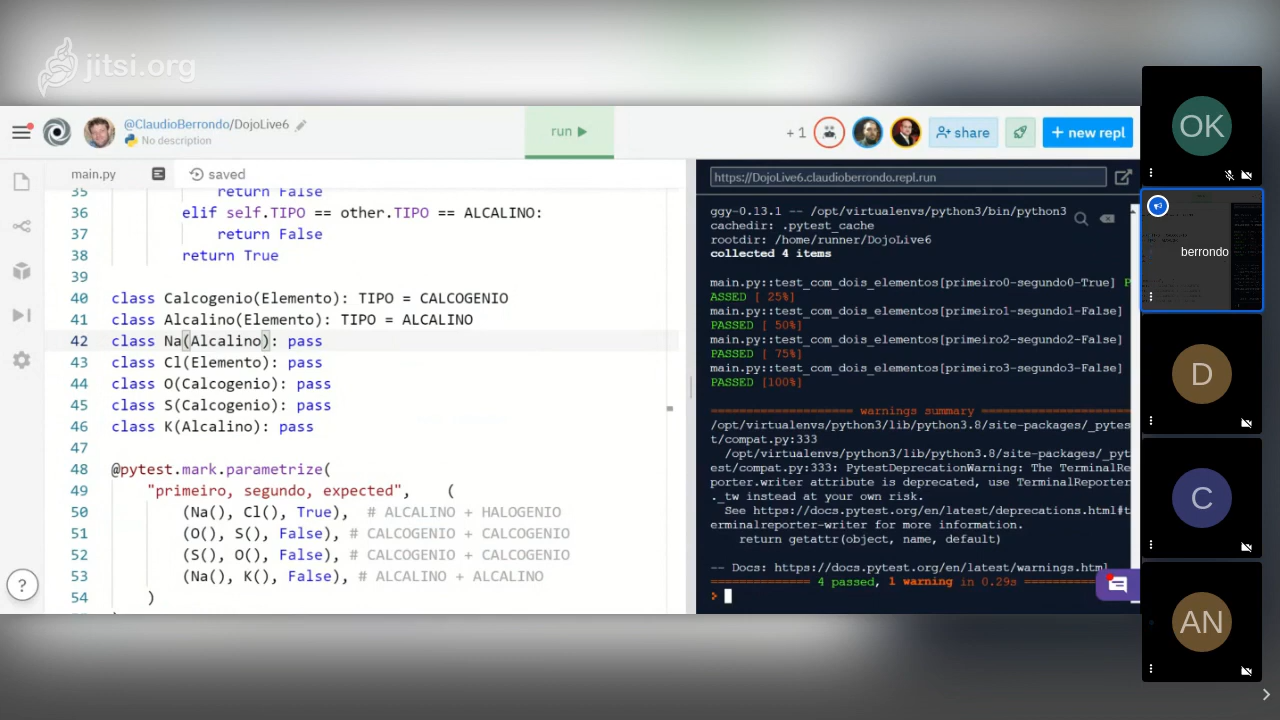 jitsi.org
@ClaudioBerrondo/DojoLive6
No description
run
+ 1
share
+ new repl
main.py
saved
https://DojoLive6.claudioberrondo.repl.run
35 return False
36 elif self.TIPO == other.TIPO == ALCALINO:
37 return False
38 return True
39
40 class Calcogenio(Elemento): TIPO = CALCOGENIO
41 class Alcalino(Elemento): TIPO = ALCALINO
42 class Na(Alcalino): pass
43 class Cl(Elemento): pass
44 class O(Calcogenio): pass
45 class S(Calcogenio): pass
46 class K(Alcalino): pass
47
48 @pytest.mark.parametrize(
49 "primeiro, segundo, expected", (
50 (Na(), Cl(), True), # ALCALINO + HALOGENIO
51 (O(), S(), False), # CALCOGENIO + CALCOGENIO
52 (S(), O(), False), # CALCOGENIO + CALCOGENIO
53 (Na(), K(), False), # ALCALINO + ALCALINO
54 )
?
ggy-0.13.1 -- /opt/virtualenvs/python3/bin/python3
cachedir: .pytest_cache
rootdir: /home/runner/DojoLive6
collected 4 items
main.py::test_com_dois_elementos[primeiro0-segundo0-True] P
ASSED [ 25%]
main.py::test_com_dois_elementos[primeiro1-segundo1-False]
PASSED [ 50%]
main.py::test_com_dois_elementos[primeiro2-segundo2-False]
PASSED [ 75%]
main.py::test_com_dois_elementos[primeiro3-segundo3-False]
PASSED [100%]
==================== warnings summary ====================
/opt/virtualenvs/python3/lib/python3.8/site-packages/_pytes
t/compat.py:333
/opt/virtualenvs/python3/lib/python3.8/site-packages/_pyt
est/compat.py:333: PytestDeprecationWarning: The TerminalRe
porter.writer attribute is deprecated, use TerminalReporter
._tw instead at your own risk.
See https://docs.pytest.org/en/latest/deprecations.html#t
erminalreporter-writer for more information.
return getattr(object, name, default)
-- Docs: https://docs.pytest.org/en/latest/warnings.html
============== 4 passed, 1 warning in 0.29s ==============
>
OK
berrondo
D
C
AN